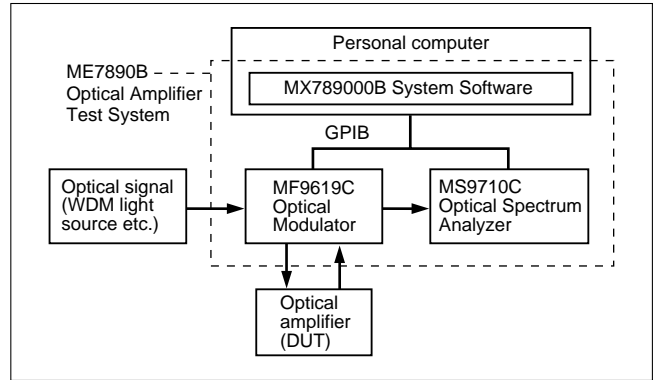 Personal computer
ME7890B
Optical Amplifier
Test System
MX789000B System Software
GPIB
Optical signal
(WDM light
source etc.)
MF9619C
Optical
Modulator
MS9710C
Optical Spectrum
Analyzer
Optical
amplifier
(DUT)